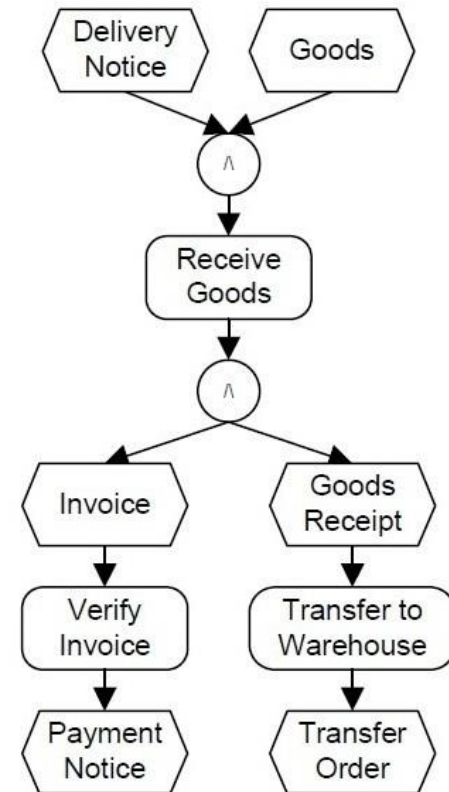 Delivery
Notice
Goods
/\
Receive
Goods
/\
Invoice
Goods
Receipt
Verify
Invoice
Transfer to
Warehouse
Payment
Notice
Transfer
Order